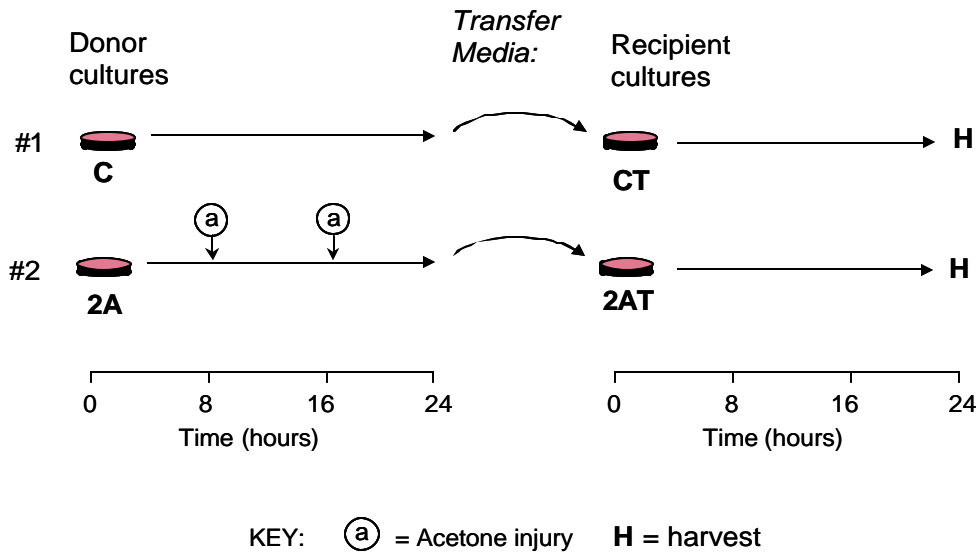 Donor
cultures
Transfer
Media:
Recipient
cultures
#1
C
CT
H
a
a
#2
2A
2AT
H
0 8 16 24
Time (hours)
0 8 16 24
Time (hours)
KEY: a = Acetone injury H = harvest